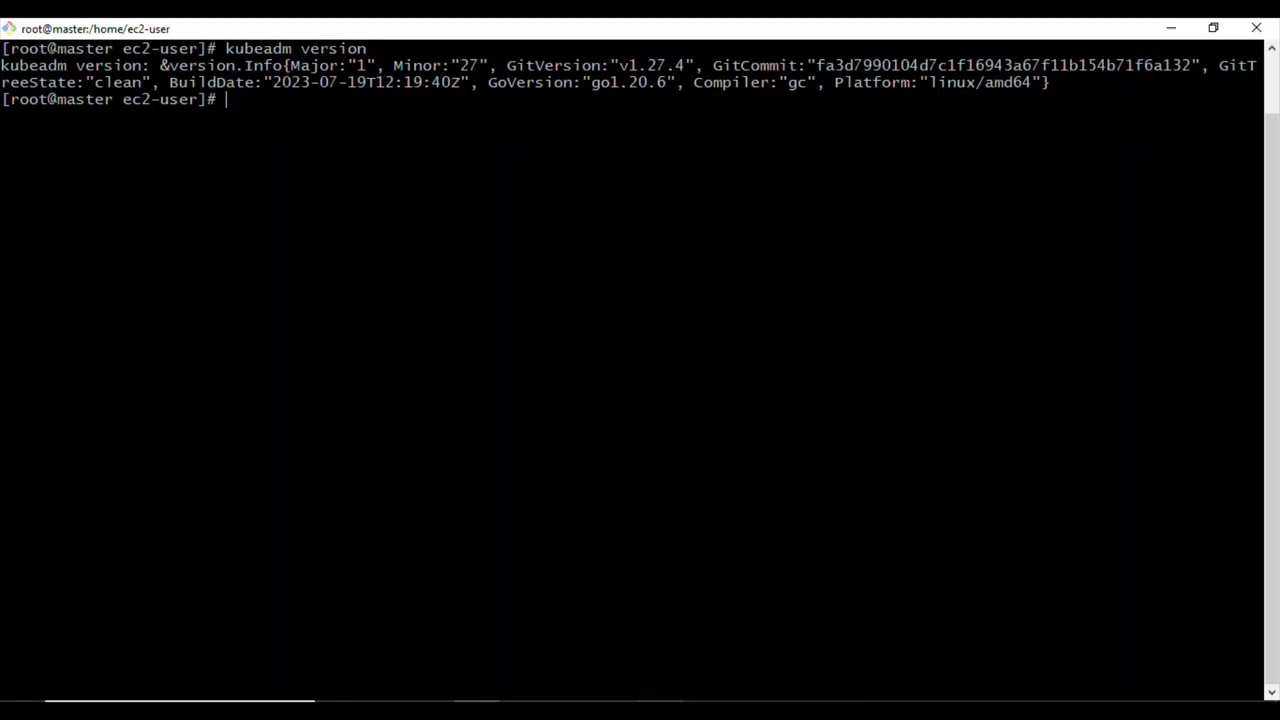 root@master:/home/ec2-user
[root@master ec2-user]# kubeadm version
kubeadm version: &version.Info{Major:"1", Minor:"27", GitVersion:"v1.27.4", GitCommit:"fa3d7990104d7c1f16943a67f11b154b71f6a132", GitT
reeState:"clean", BuildDate:"2023-07-19T12:19:40Z", GoVersion:"go1.20.6", Compiler:"gc", Platform:"linux/amd64"}
[root@master ec2-user]#